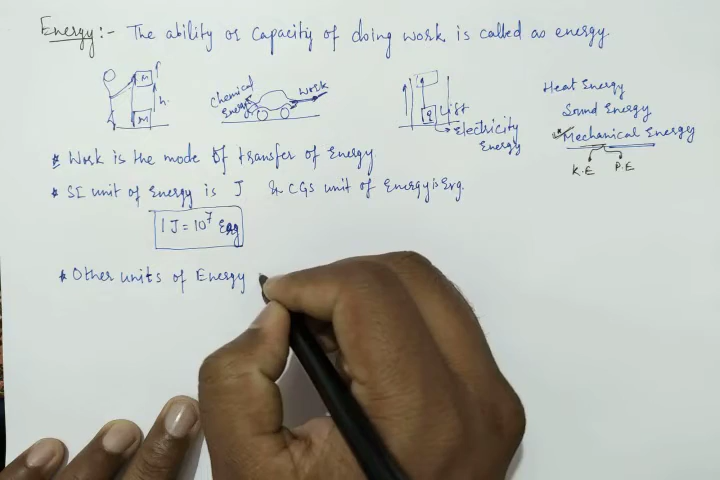 Energy:- The ability or capacity of doing work is called as energy.
M
F
h.
M
Chemical
Energy
Work
Lift
Electricity
Energy
Heat Energy
Sound Energy
* Mechanical Energy
K.E P.E
* Work is the mode of transfer of Energy
* SI unit of Energy is J & CGS unit of Energy is Erg.
1 J = 10⁷ Erg
* Other units of Energy